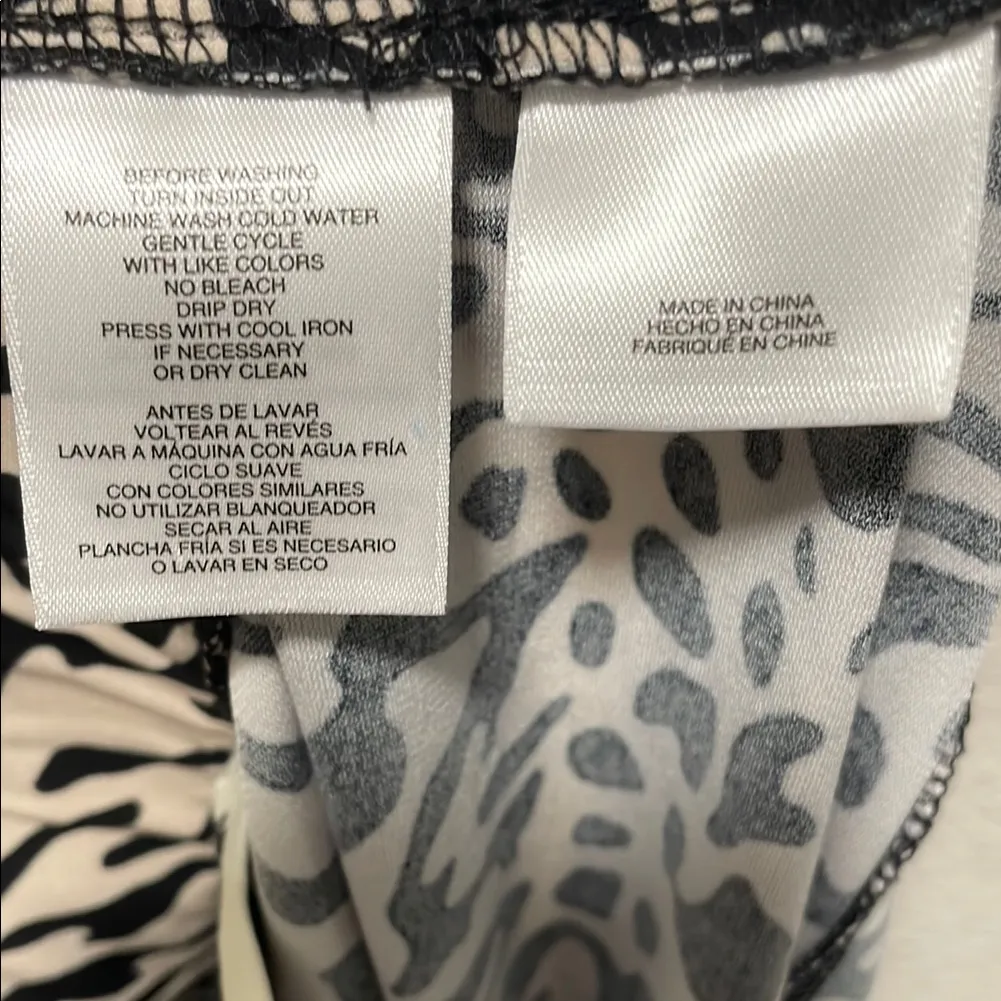 BEFORE WASHING
TURN INSIDE OUT
MACHINE WASH COLD WATER
GENTLE CYCLE
WITH LIKE COLORS
NO BLEACH
DRIP DRY
PRESS WITH COOL IRON
IF NECESSARY
OR DRY CLEAN
ANTES DE LAVAR
VOLTEAR AL REVÉS
LAVAR A MÁQUINA CON AGUA FRÍA
CICLO SUAVE
CON COLORES SIMILARES
NO UTILIZAR BLANQUEADOR
SECAR AL AIRE
PLANCHA FRÍA SI ES NECESARIO
O LAVAR EN SECO
MADE IN CHINA
HECHO EN CHINA
FABRIQUÉ EN CHINE